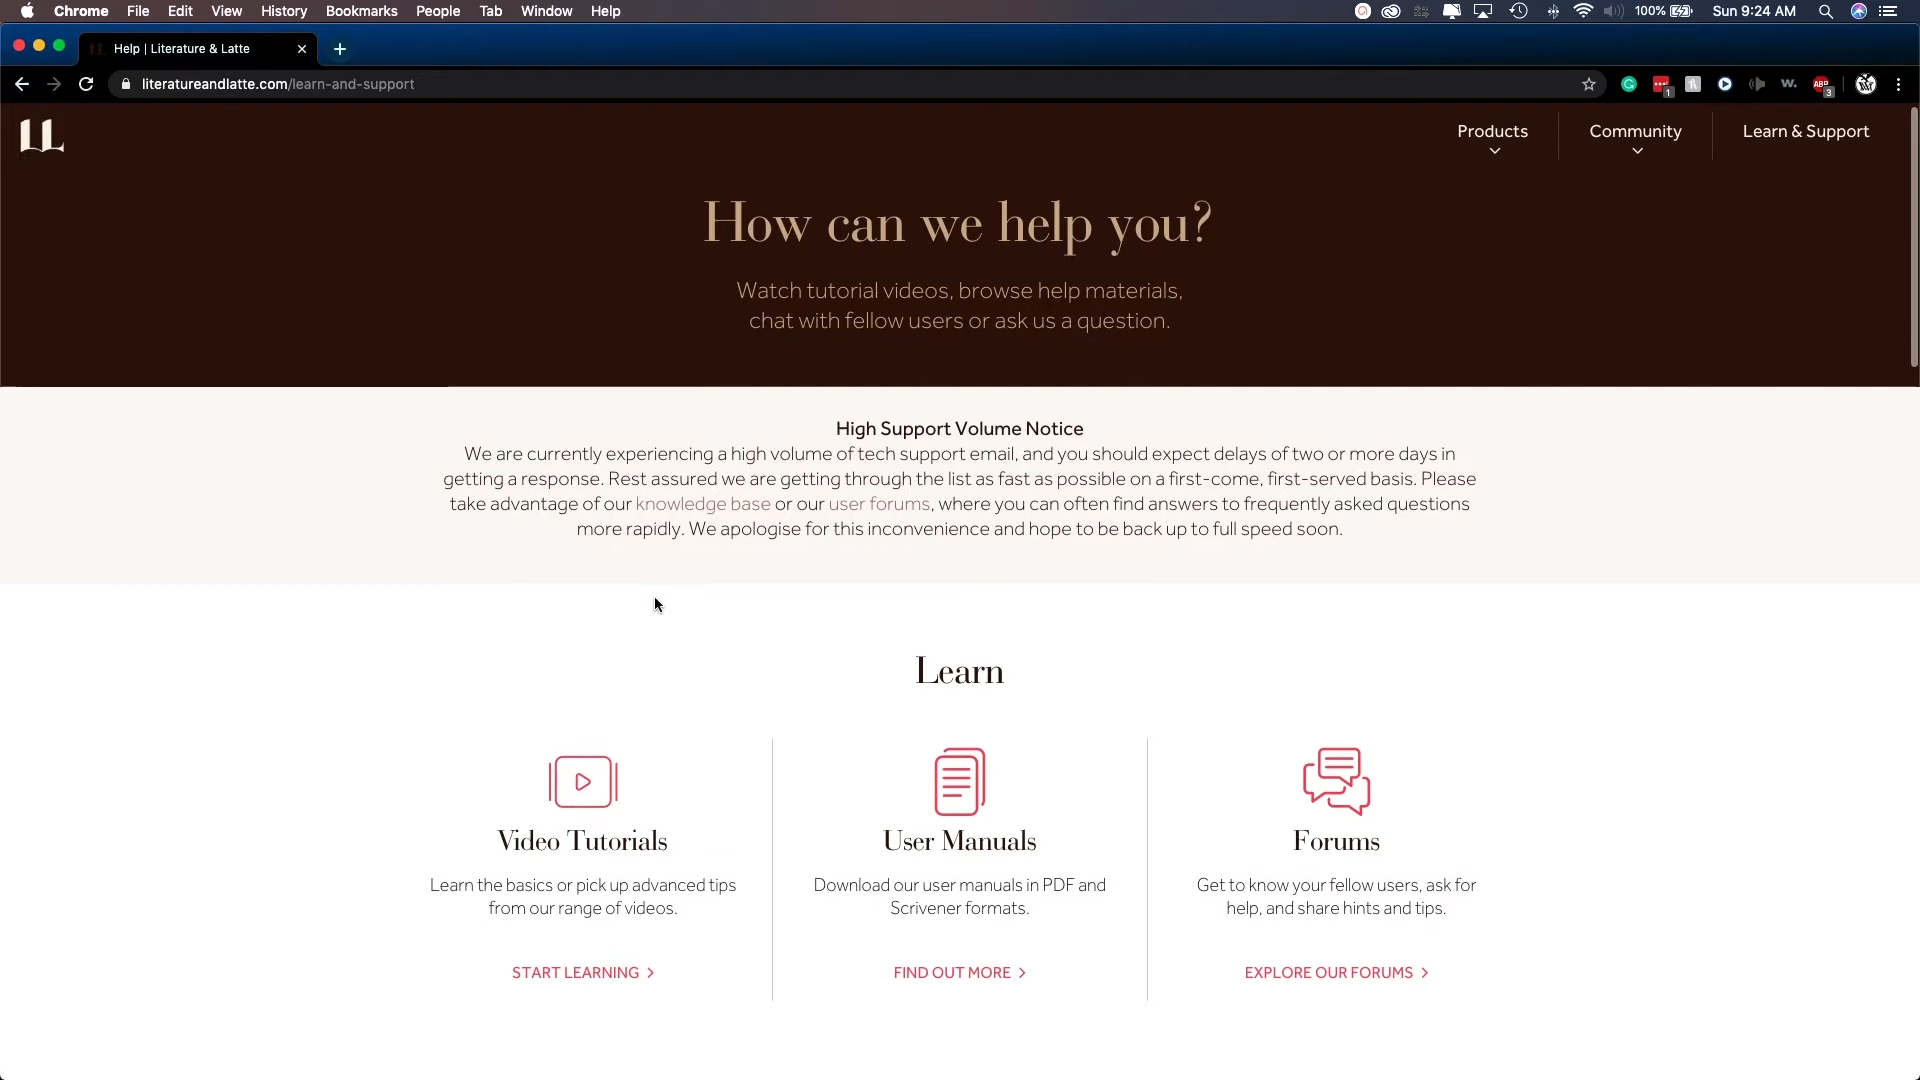 Chrome File Edit View History Bookmarks People Tab Window Help 100% Sun 9:24 AM
Help | Literature & Latte
literatureandlatte.com/learn-and-support
1 w. ABP 3
LL
Products
Community
Learn & Support
How can we help you?
Watch tutorial videos, browse help materials,
chat with fellow users or ask us a question.
High Support Volume Notice
We are currently experiencing a high volume of tech support email, and you should expect delays of two or more days in
getting a response. Rest assured we are getting through the list as fast as possible on a first-come, first-served basis. Please
take advantage of our knowledge base or our user forums, where you can often find answers to frequently asked questions
more rapidly. We apologise for this inconvenience and hope to be back up to full speed soon.
Learn
Video Tutorials
Learn the basics or pick up advanced tips
from our range of videos.
START LEARNING
User Manuals
Download our user manuals in PDF and
Scrivener formats.
FIND OUT MORE
Forums
Get to know your fellow users, ask for
help, and share hints and tips.
EXPLORE OUR FORUMS